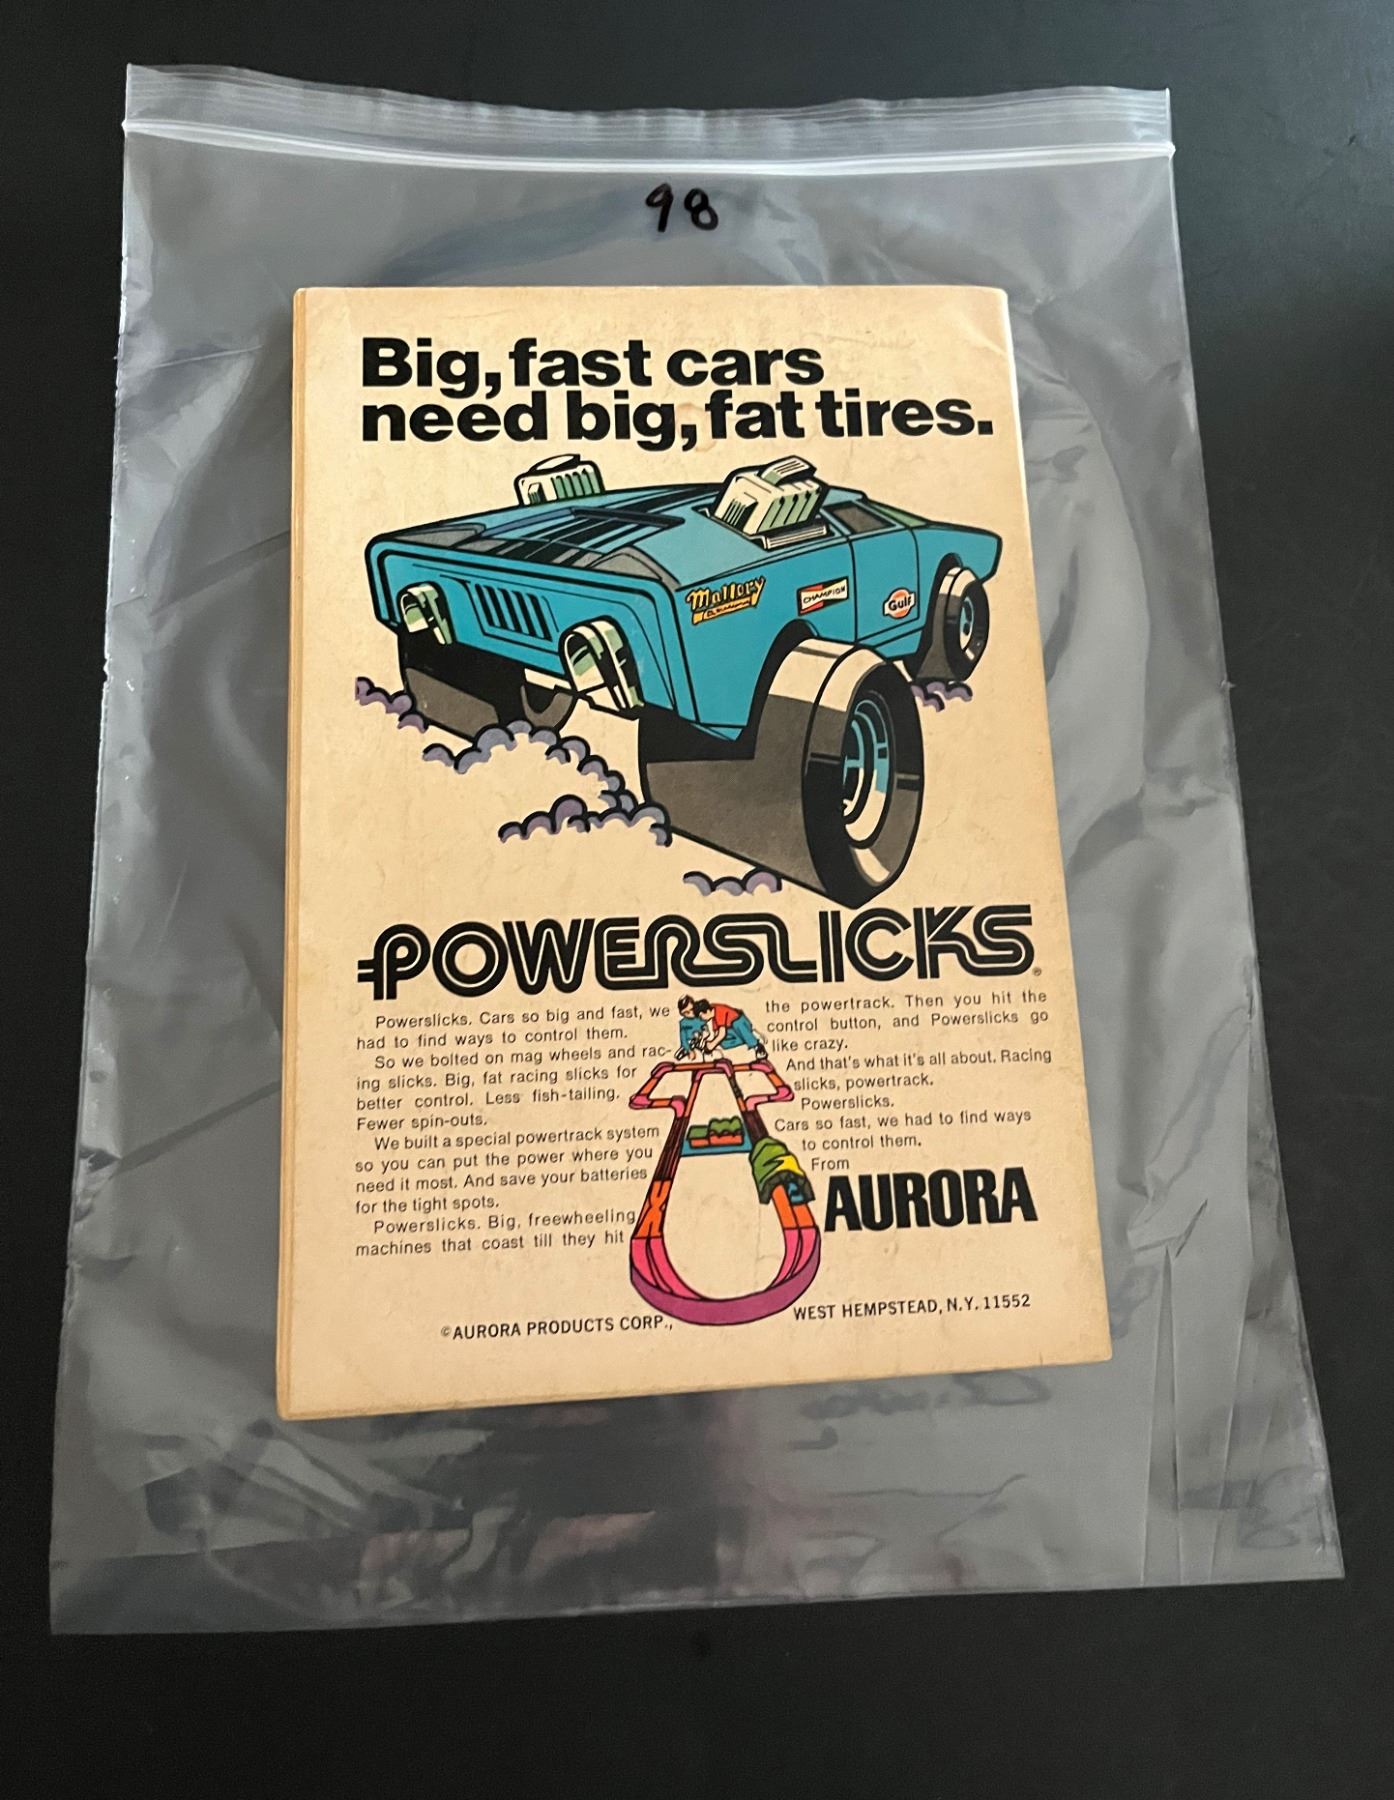 98
Big, fast cars
need big, fat tires.
Mallory
CHAMPION
Gulf
POWERSLICKS®
Powerslicks. Cars so big and fast, we
had to find ways to control them.
So we bolted on mag wheels and rac-
ing slicks. Big, fat racing slicks for
better control. Less fish-tailing.
Fewer spin-outs.
We built a special powertrack system
so you can put the power where you
need it most. And save your batteries
for the tight spots.
Powerslicks. Big, freewheeling
machines that coast till they hit
the powertrack. Then you hit the
control button, and Powerslicks go
like crazy.
And that's what it's all about. Racing
slicks, powertrack.
Powerslicks.
Cars so fast, we had to find ways
to control them.
From
AURORA
©AURORA PRODUCTS CORP., WEST HEMPSTEAD, N.Y. 11552